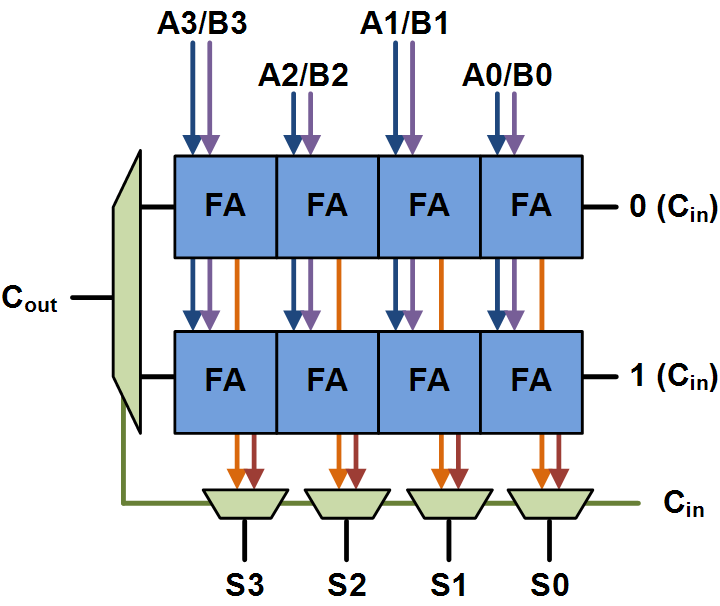 A3/B3
A1/B1
A2/B2
A0/B0
FA FA FA FA
0 (Cin)
Cout
FA FA FA FA
1 (Cin)
Cin
S3 S2 S1 S0